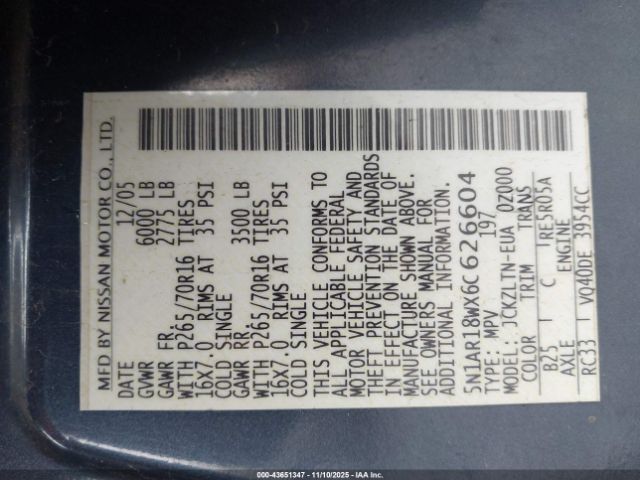 MFD BY NISSAN MOTOR CO., LTD.
DATE 12/05
GVWR 6000 LB
GAWR FR. 2775 LB
WITH P265/70R16 TIRES
16X7.0 RIMS AT 35 PSI
COLD SINGLE
GAWR RR. 3500 LB
WITH P265/70R16 TIRES
16X7.0 RIMS AT 35 PSI
COLD SINGLE
THIS VEHICLE CONFORMS TO
ALL APPLICABLE FEDERAL
MOTOR VEHICLE SAFETY AND
THEFT PREVENTION STANDARDS
IN EFFECT ON THE DATE OF
MANUFACTURE SHOWN ABOVE.
SEE OWNERS MANUAL FOR
ADDITIONAL INFORMATION.
5N1AR18WX6C626604
TYPE: MPV 197
MODEL: JCKZLTN-EUA 0Z000
COLOR TRIM TRANS
B25 C RE5R05A
AXLE ENGINE
RC33 VQ40DE 3954CC
000-43651347 - 11/10/2025 - IAA Inc.